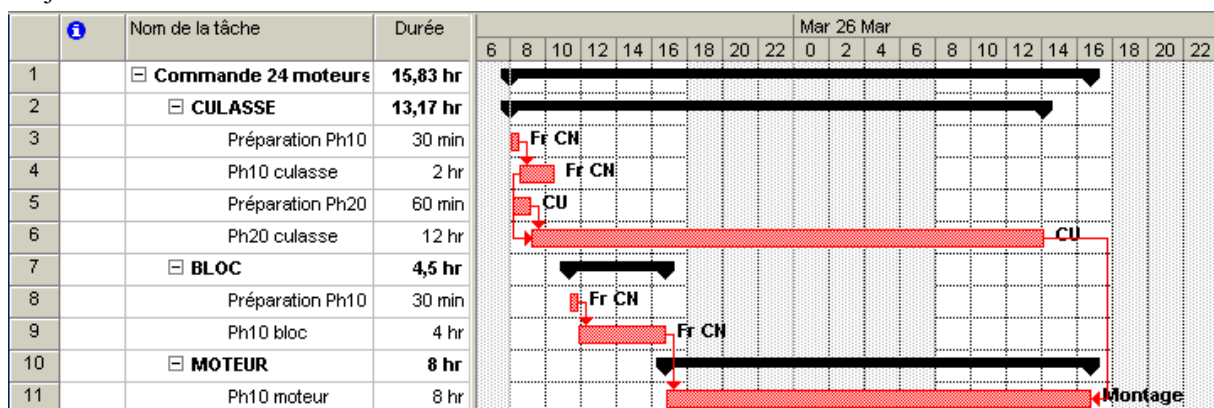 Nom de la tâche Durée Mar 26 Mar
6 8 10 12 14 16 18 20 22 0 2 4 6 8 10 12 14 16 18 20 22
1 Commande 24 moteurs 15,83 hr
2 CULASSE 13,17 hr
3 Préparation Ph10 30 min Fr CN
4 Ph10 culasse 2 hr Fr CN
5 Préparation Ph20 60 min CU
6 Ph20 culasse 12 hr CU
7 BLOC 4,5 hr
8 Préparation Ph10 30 min Fr CN
9 Ph10 bloc 4 hr Fr CN
10 MOTEUR 8 hr
11 Ph10 moteur 8 hr Montage